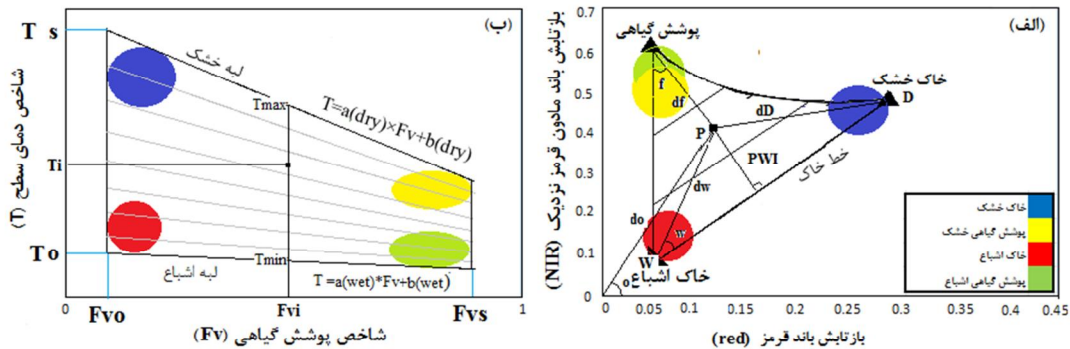 (الف)
بازتابش باند مادون قرمز نزدیک (NIR)
0.7
0.6
0.5
0.4
0.3
0.2
0.1
0
پوشش گیاهی
خاک خشک
D
f
df
dD
P
PWI
خط خاک
dw
do
w
W
خاک اشباع
o
خاک خشک
پوشش گیاهی خشک
خاک اشباع
پوشش گیاهی اشباع
0 0.05 0.1 0.15 0.20 0.25 0.3 0.35 0.4 0.45
بازتابش باند قرمز (red)
(ب)
شاخص دمای سطح (T)
T s
لبه خشک
Tmax
T=a(dry)×Fv+b(dry)
Ti
T o
لبه اشباع
Tmin
T =a(wet)*Fv+b(wet)
0 Fvo Fvi Fvs 1
شاخص پوشش گیاهی (Fv)